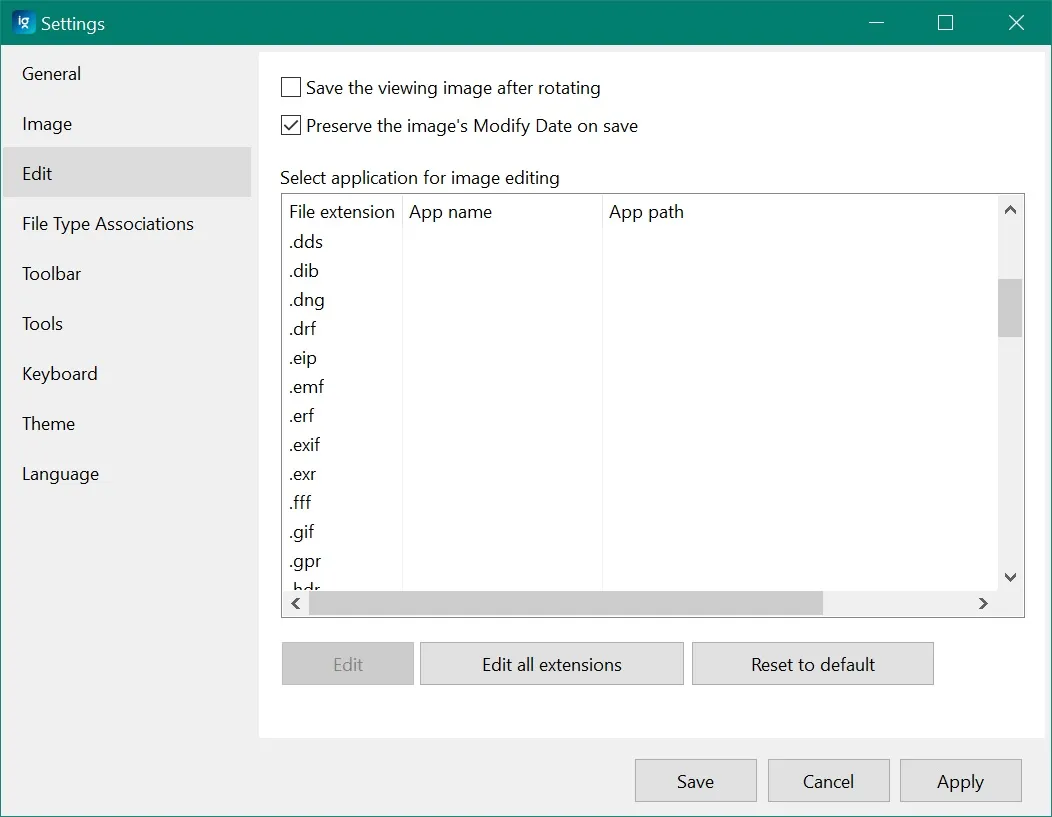 ig
Settings
General
Image
Edit
File Type Associations
Toolbar
Tools
Keyboard
Theme
Language
Save the viewing image after rotating
Preserve the image's Modify Date on save
Select application for image editing
File extension App name App path
.dds
.dib
.dng
.drf
.eip
.emf
.erf
.exif
.exr
.fff
.gif
.gpr
.hdr
Edit Edit all extensions Reset to default
Save Cancel Apply